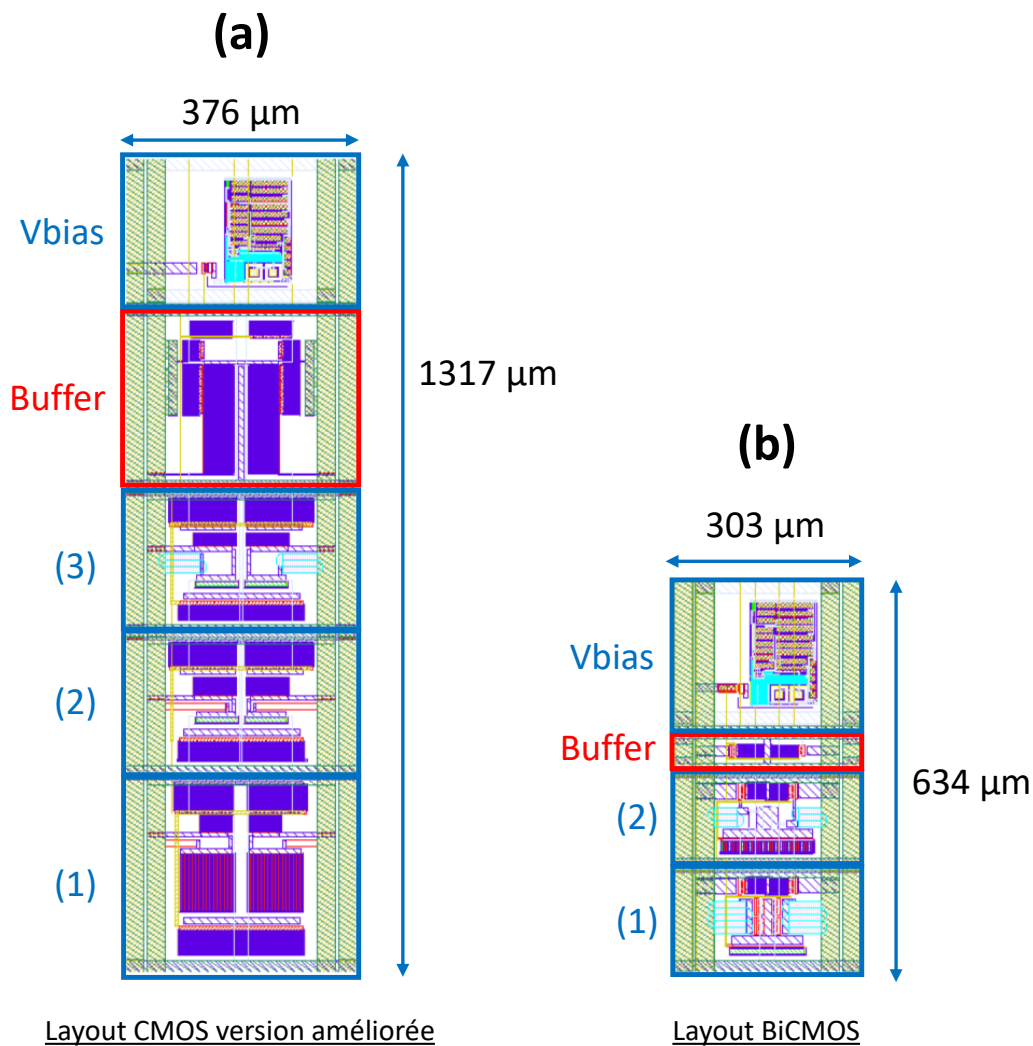 (a)
376 µm
Vbias
Buffer
1317 µm
(3)
(2)
(1)
Layout CMOS version améliorée
(b)
303 µm
Vbias
Buffer
634 µm
(2)
(1)
Layout BiCMOS